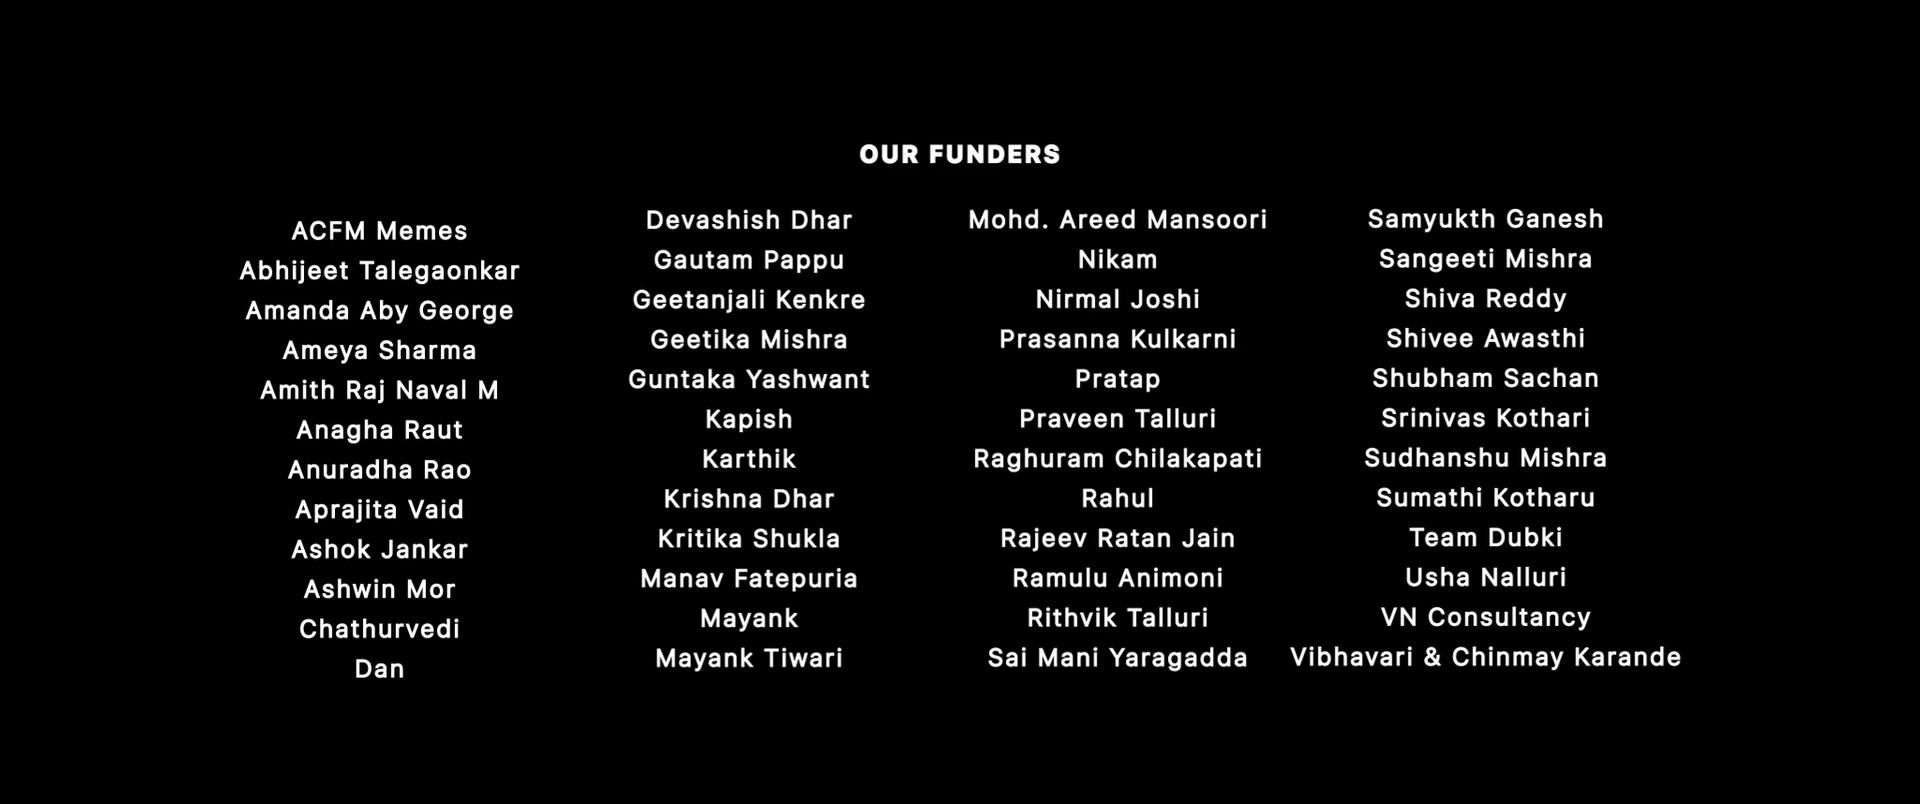 OUR FUNDERS
ACFM Memes
Abhijeet Talegaonkar
Amanda Aby George
Ameya Sharma
Amith Raj Naval M
Anagha Raut
Anuradha Rao
Aprajita Vaid
Ashok Jankar
Ashwin Mor
Chathurvedi
Dan
Devashish Dhar
Gautam Pappu
Geetanjali Kenkre
Geetika Mishra
Guntaka Yashwant
Kapish
Karthik
Krishna Dhar
Kritika Shukla
Manav Fatepuria
Mayank
Mayank Tiwari
Mohd. Areed Mansoori
Nikam
Nirmal Joshi
Prasanna Kulkarni
Pratap
Praveen Talluri
Raghuram Chilakapati
Rahul
Rajeev Ratan Jain
Ramulu Animoni
Rithvik Talluri
Sai Mani Yaragadda
Samyukth Ganesh
Sangeeti Mishra
Shiva Reddy
Shivee Awasthi
Shubham Sachan
Srinivas Kothari
Sudhanshu Mishra
Sumathi Kotharu
Team Dubki
Usha Nalluri
VN Consultancy
Vibhavari & Chinmay Karande